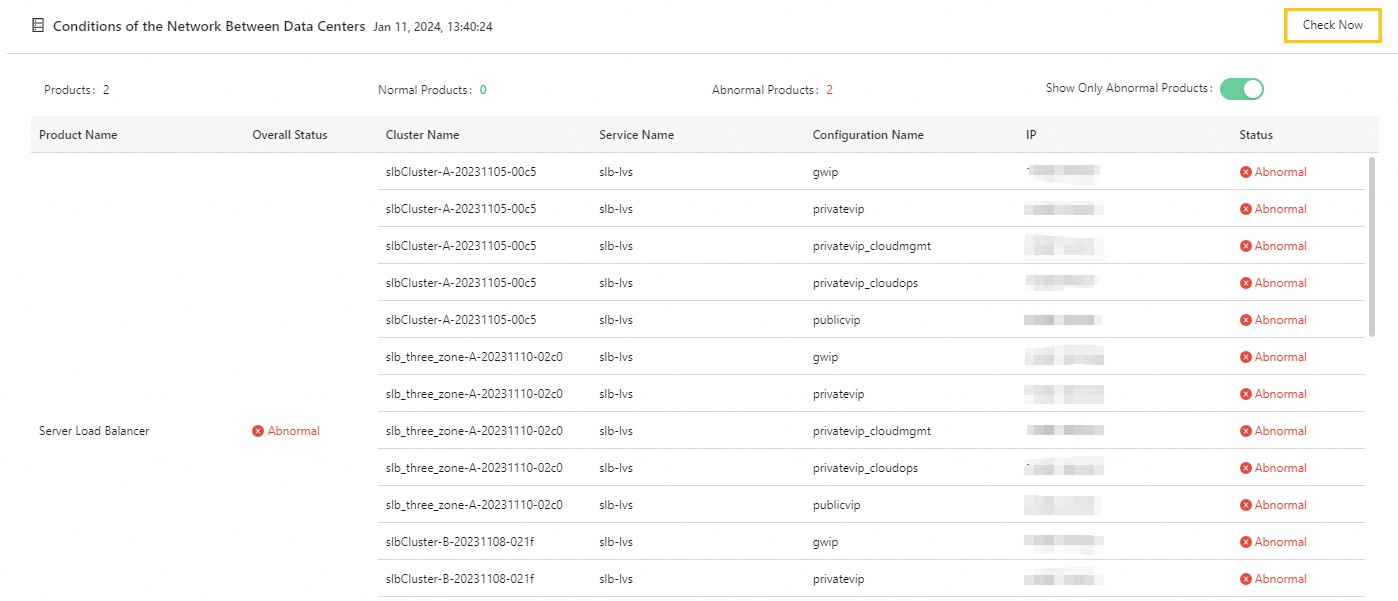 Conditions of the Network Between Data Centers Jan 11, 2024, 13:40:24 Check Now
Products: 2 Normal Products: 0 Abnormal Products: 2 Show Only Abnormal Products:
Product Name Overall Status Cluster Name Service Name Configuration Name IP Status
slbCluster-A-20231105-00c5 slb-lvs gwip Abnormal
slbCluster-A-20231105-00c5 slb-lvs privatevip Abnormal
slbCluster-A-20231105-00c5 slb-lvs privatevip_cloudmgmt Abnormal
slbCluster-A-20231105-00c5 slb-lvs privatevip_cloudops Abnormal
slbCluster-A-20231105-00c5 slb-lvs publicvip Abnormal
slb_three_zone-A-20231110-02c0 slb-lvs gwip Abnormal
slb_three_zone-A-20231110-02c0 slb-lvs privatevip Abnormal
Server Load Balancer Abnormal slb_three_zone-A-20231110-02c0 slb-lvs privatevip_cloudmgmt Abnormal
slb_three_zone-A-20231110-02c0 slb-lvs privatevip_cloudops Abnormal
slb_three_zone-A-20231110-02c0 slb-lvs publicvip Abnormal
slbCluster-B-20231108-021f slb-lvs gwip Abnormal
slbCluster-B-20231108-021f slb-lvs privatevip Abnormal